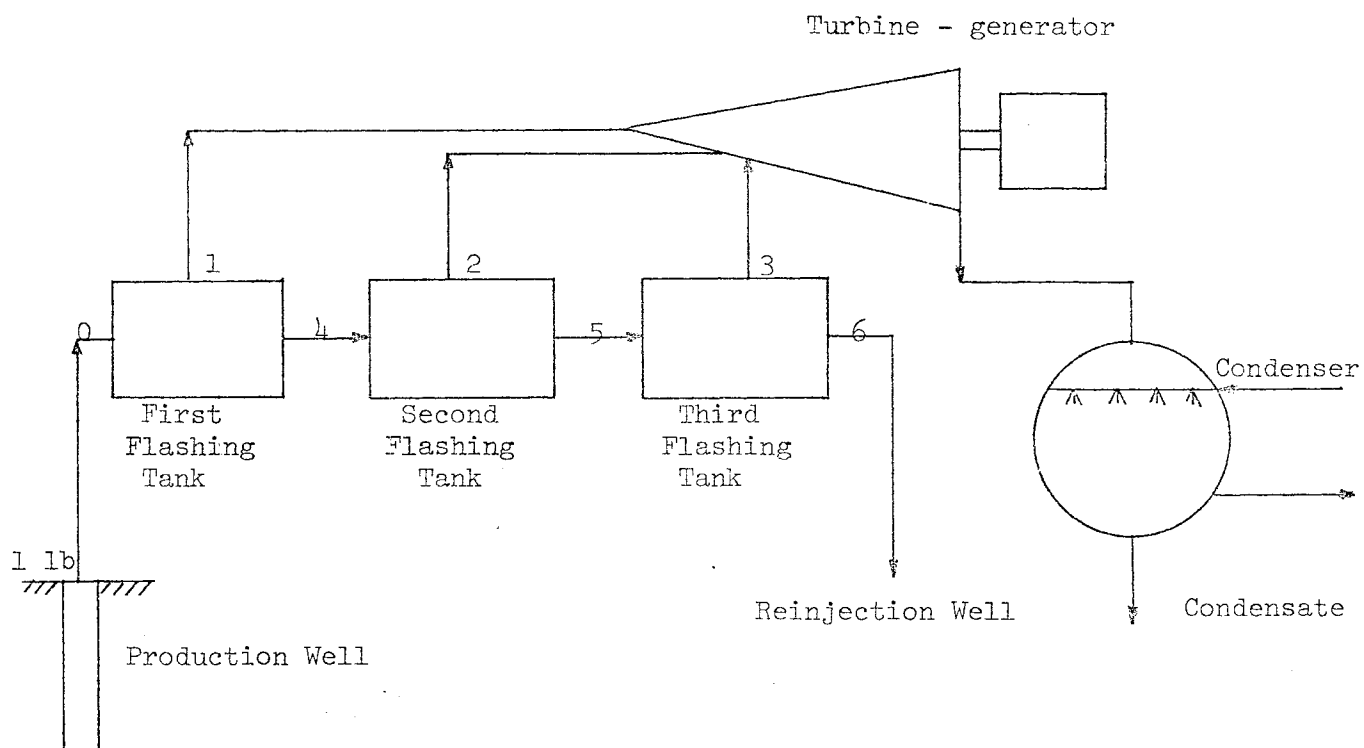 Turbine - generator
1
2
3
0
4
5
6
First
Flashing
Tank
Second
Flashing
Tank
Third
Flashing
Tank
Condenser
1 lb
Reinjection Well
Condensate
Production Well